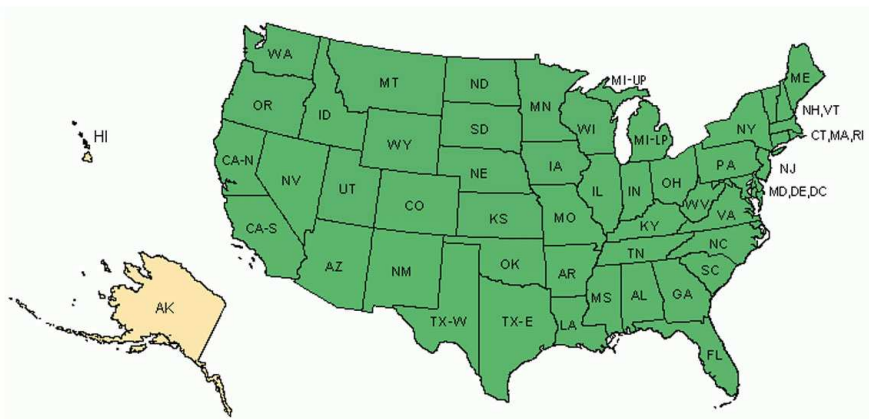 WA
MT
ND
MN
MI-UP
ME
OR
ID
SD
WI
MI-LP
NY
NH,VT
CT,MA,RI
WY
CA-N
NE
IA
PA
NJ
NV
UT
CO
IL
IN
OH
WV
MD,DE,DC
CA-S
KS
MO
KY
VA
AZ
NM
OK
AR
TN
NC
SC
MS
AL
GA
TX-W
TX-E
LA
FL
HI
AK